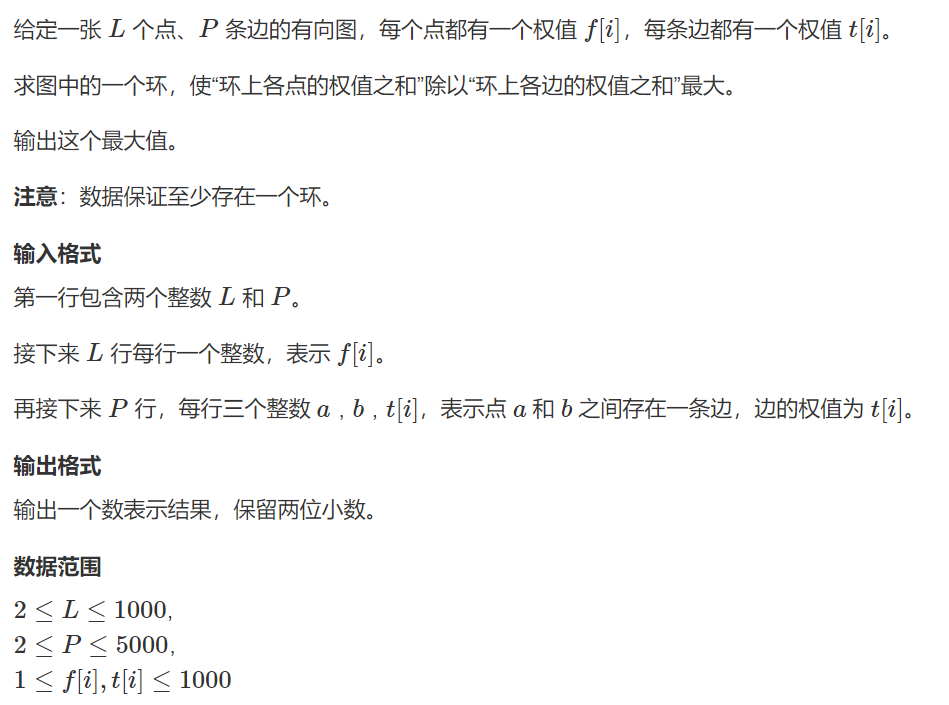 给定一张 L 个点、P 条边的有向图，每个点都有一个权值 f[i]，每条边都有一个权值 t[i]。
求图中的一个环，使“环上各点的权值之和”除以“环上各边的权值之和”最大。
输出这个最大值。
注意：数据保证至少存在一个环。
输入格式
第一行包含两个整数 L 和 P。
接下来 L 行每行一个整数，表示 f[i]。
再接下来 P 行，每行三个整数 a，b，t[i]，表示点 a 和 b 之间存在一条边，边的权值为 t[i]。
输出格式
输出一个数表示结果，保留两位小数。
数据范围
2 ≤ L ≤ 1000,
2 ≤ P ≤ 5000,
1 ≤ f[i], t[i] ≤ 1000